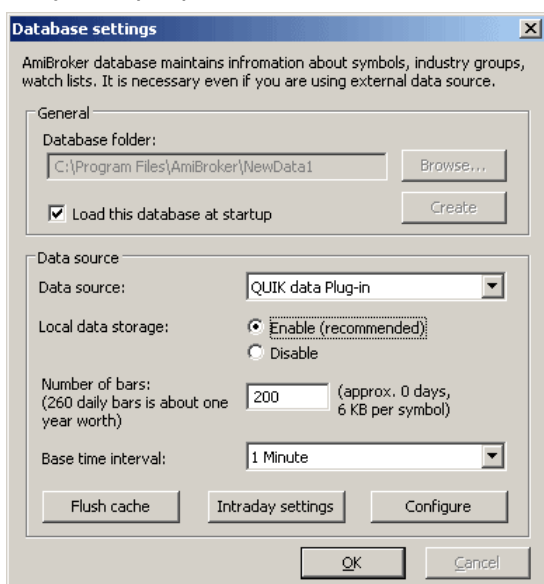 Database settings
AmiBroker database maintains infromation about symbols, industry groups,
watch lists. It is necessary even if you are using external data source.
General
Database folder:
C:\Program Files\AmiBroker\NewData1
Browse...
Load this database at startup
Create
Data source
Data source:
QUIK data Plug-in
Local data storage:
Enable (recommended)
Disable
Number of bars:
(260 daily bars is about one
year worth)
200
(approx. 0 days,
6 KB per symbol)
Base time interval:
1 Minute
Flush cache
Intraday settings
Configure
OK
Cancel